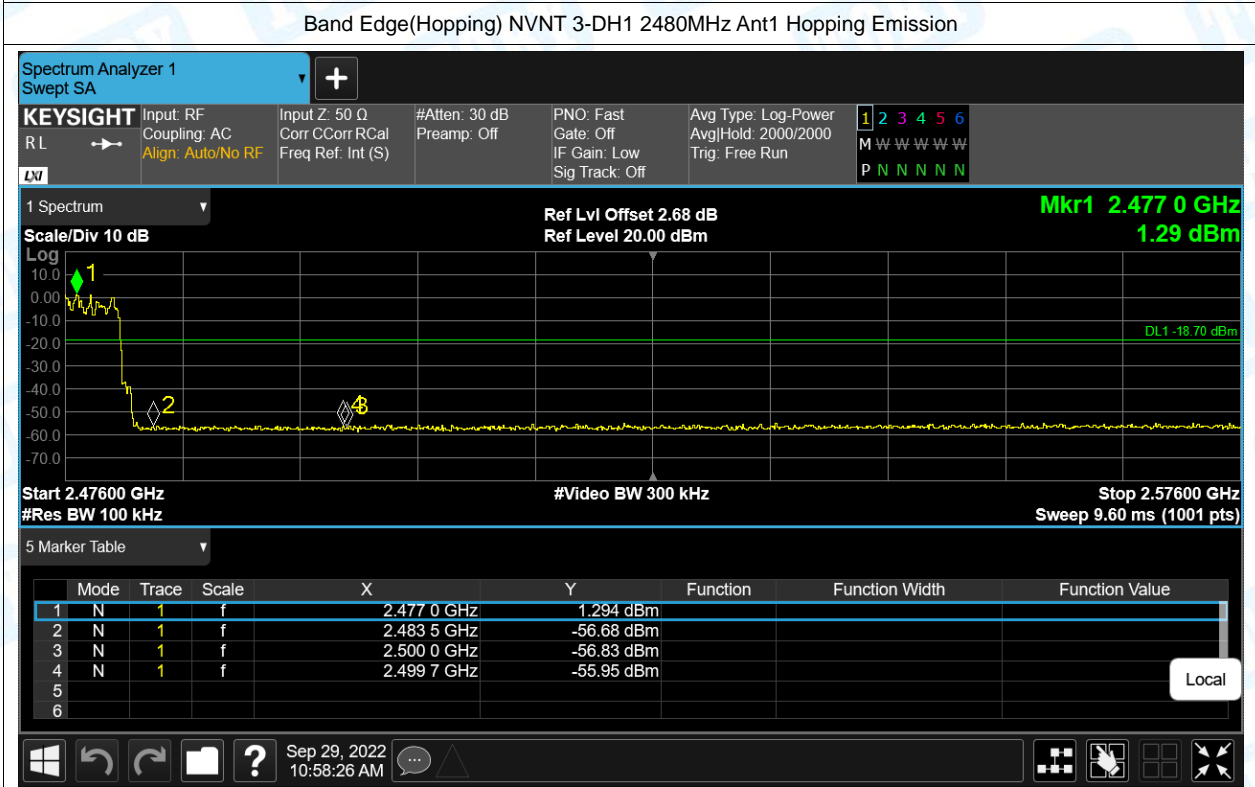 Band Edge(Hopping) NVNT 3-DH1 2480MHz Ant1 Hopping Emission
Spectrum Analyzer 1
Swept SA
KEYSIGHT
RL
LXI
Input: RF
Coupling: AC
Align: Auto/No RF
Input Z: 50 Ω
Corr CCorr RCal
Freq Ref: Int (S)
#Atten: 30 dB
Preamp: Off
PNO: Fast
Gate: Off
IF Gain: Low
Sig Track: Off
Avg Type: Log-Power
Avg|Hold: 2000/2000
Trig: Free Run
1 2 3 4 5 6
M W W W W W
P N N N N N
1 Spectrum
Scale/Div 10 dB
Ref Lvl Offset 2.68 dB
Ref Level 20.00 dBm
Mkr1 2.477 0 GHz
1.29 dBm
Log
10.0
0.00
-10.0
-20.0
-30.0
-40.0
-50.0
-60.0
-70.0
1
2
4 3
DL1 -18.70 dBm
Start 2.47600 GHz #Video BW 300 kHz Stop 2.57600 GHz
#Res BW 100 kHz Sweep 9.60 ms (1001 pts)
5 Marker Table
Mode Trace Scale X Y Function Function Width Function Value
1 N 1 f 2.477 0 GHz 1.294 dBm
2 N 1 f 2.483 5 GHz -56.68 dBm
3 N 1 f 2.500 0 GHz -56.83 dBm
4 N 1 f 2.499 7 GHz -55.95 dBm
5
6
Local
?
Sep 29, 2022
10:58:26 AM